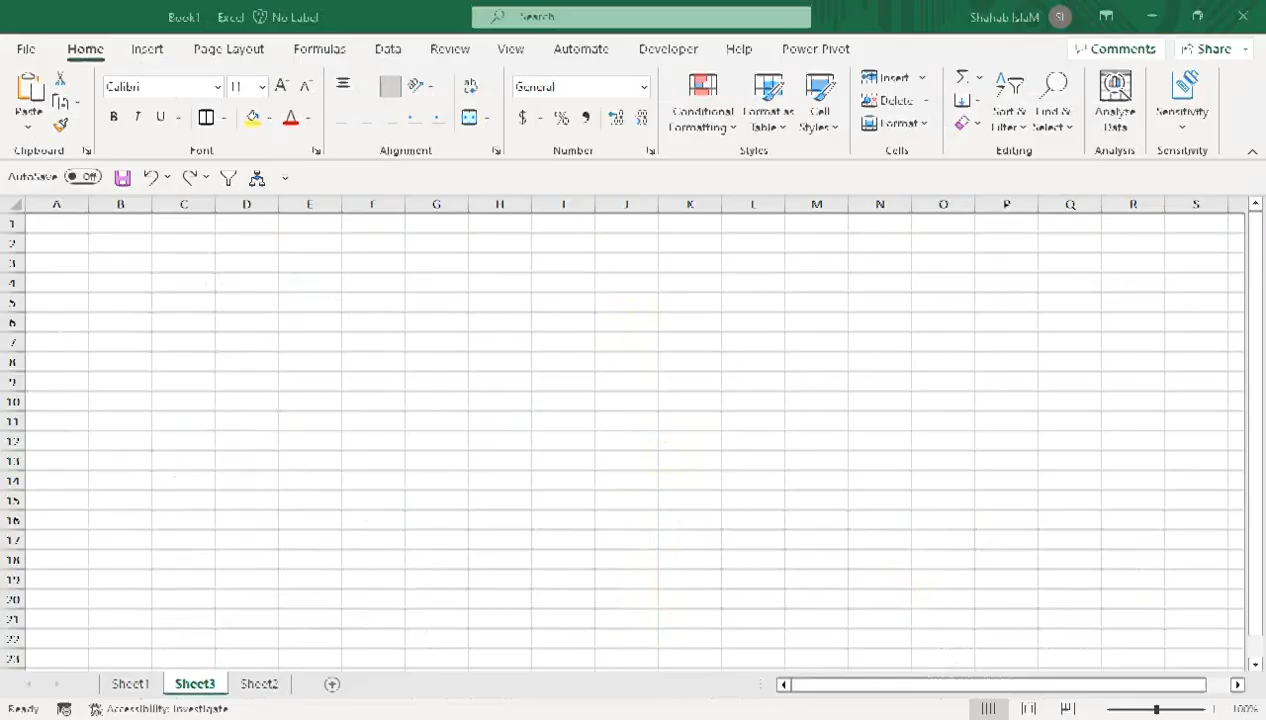 Book1 Excel No Label Search Shahab IslaM SI
File Home Insert Page Layout Formulas Data Review View Automate Developer Help Power Pivot Comments Share
Paste Calibri 11 General Conditional Formatting Format as Table Cell Styles Insert Delete Format Sort & Filter Find & Select Analyze Data Sensitivity
Clipboard Font Alignment Number Styles Cells Editing Analysis Sensitivity
AutoSave Off
A B C D E F G H I J K L M N O P Q R S
1
2
3
4
5
6
7
8
9
10
11
12
13
14
15
16
17
18
19
20
21
22
23
Sheet1 Sheet3 Sheet2
Ready Accessibility: Investigate 100%